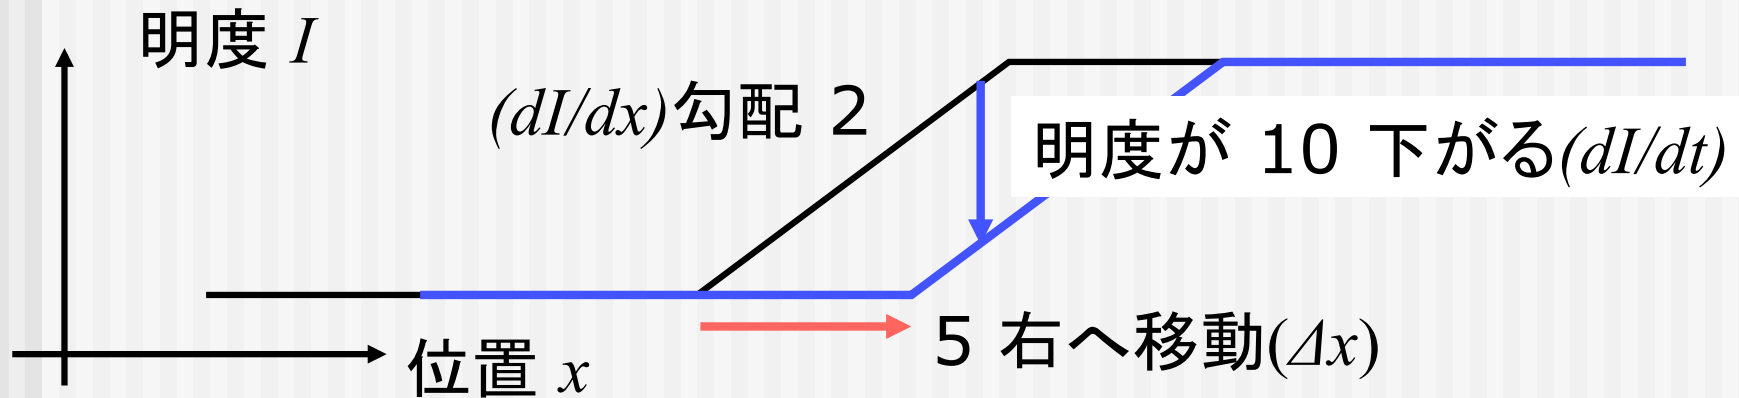 明度 I
(dI/dx)勾配 2
明度が 10 下がる(dI/dt)
5 右へ移動(Δx)
位置 x